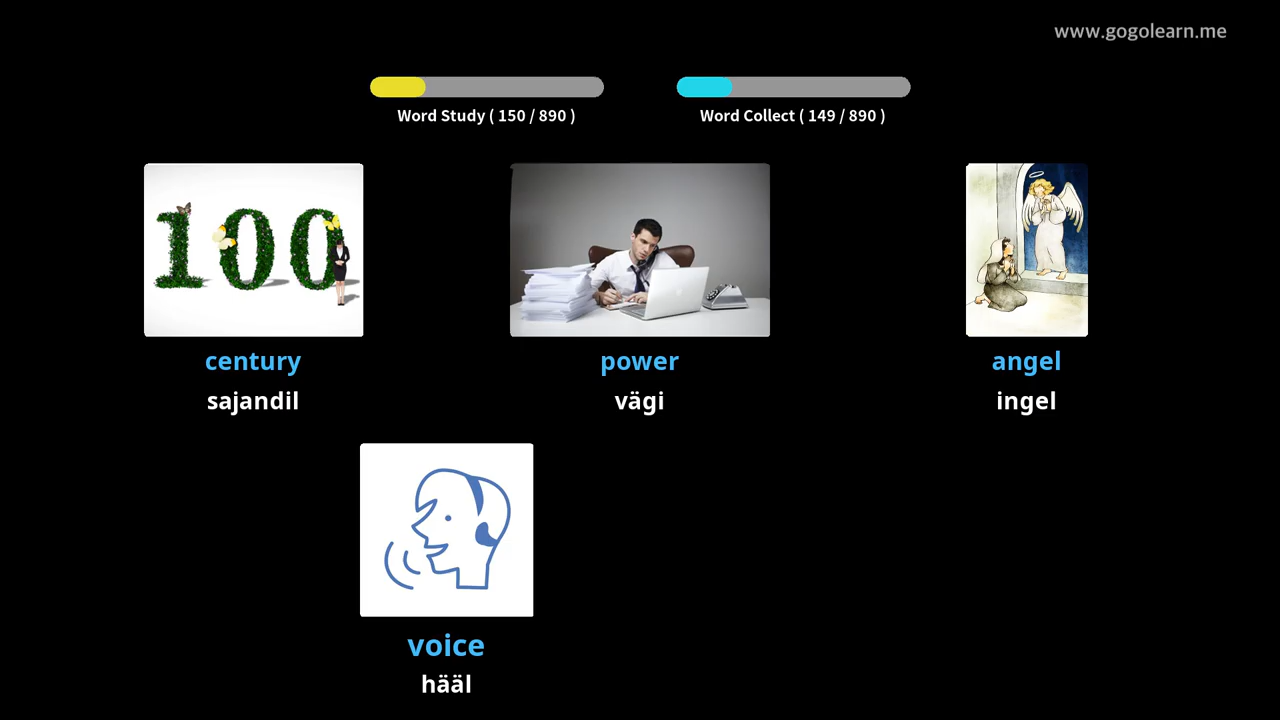 www.gogolearn.me
Word Study ( 150 / 890 )
Word Collect ( 149 / 890 )
100
century
sajandil
power
vägi
angel
ingel
voice
hääl